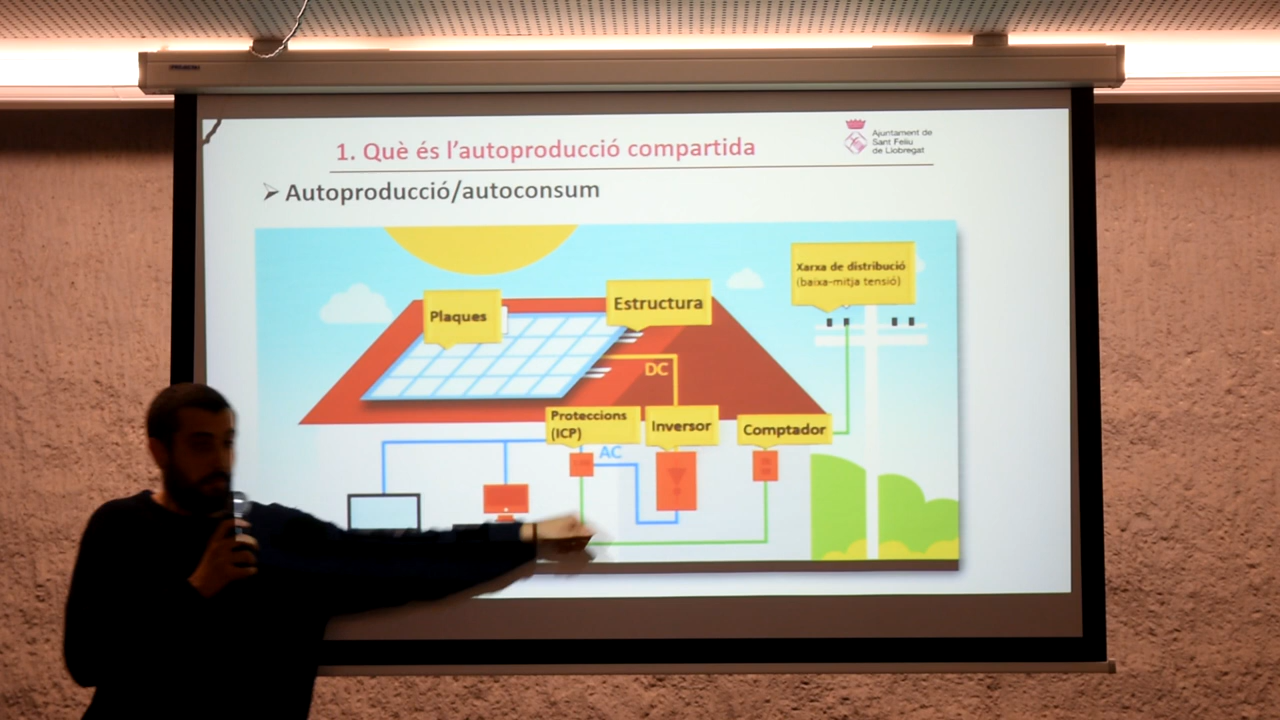 1. Què és l'autoproducció compartida
Ajuntament de
Sant Feliu
de Llobregat
➢ Autoproducció/autoconsum
Xarxa de distribució
(baixa-mitja tensió)
Plaques
Estructura
DC
Proteccions
(ICP)
Inversor
Comptador
AC